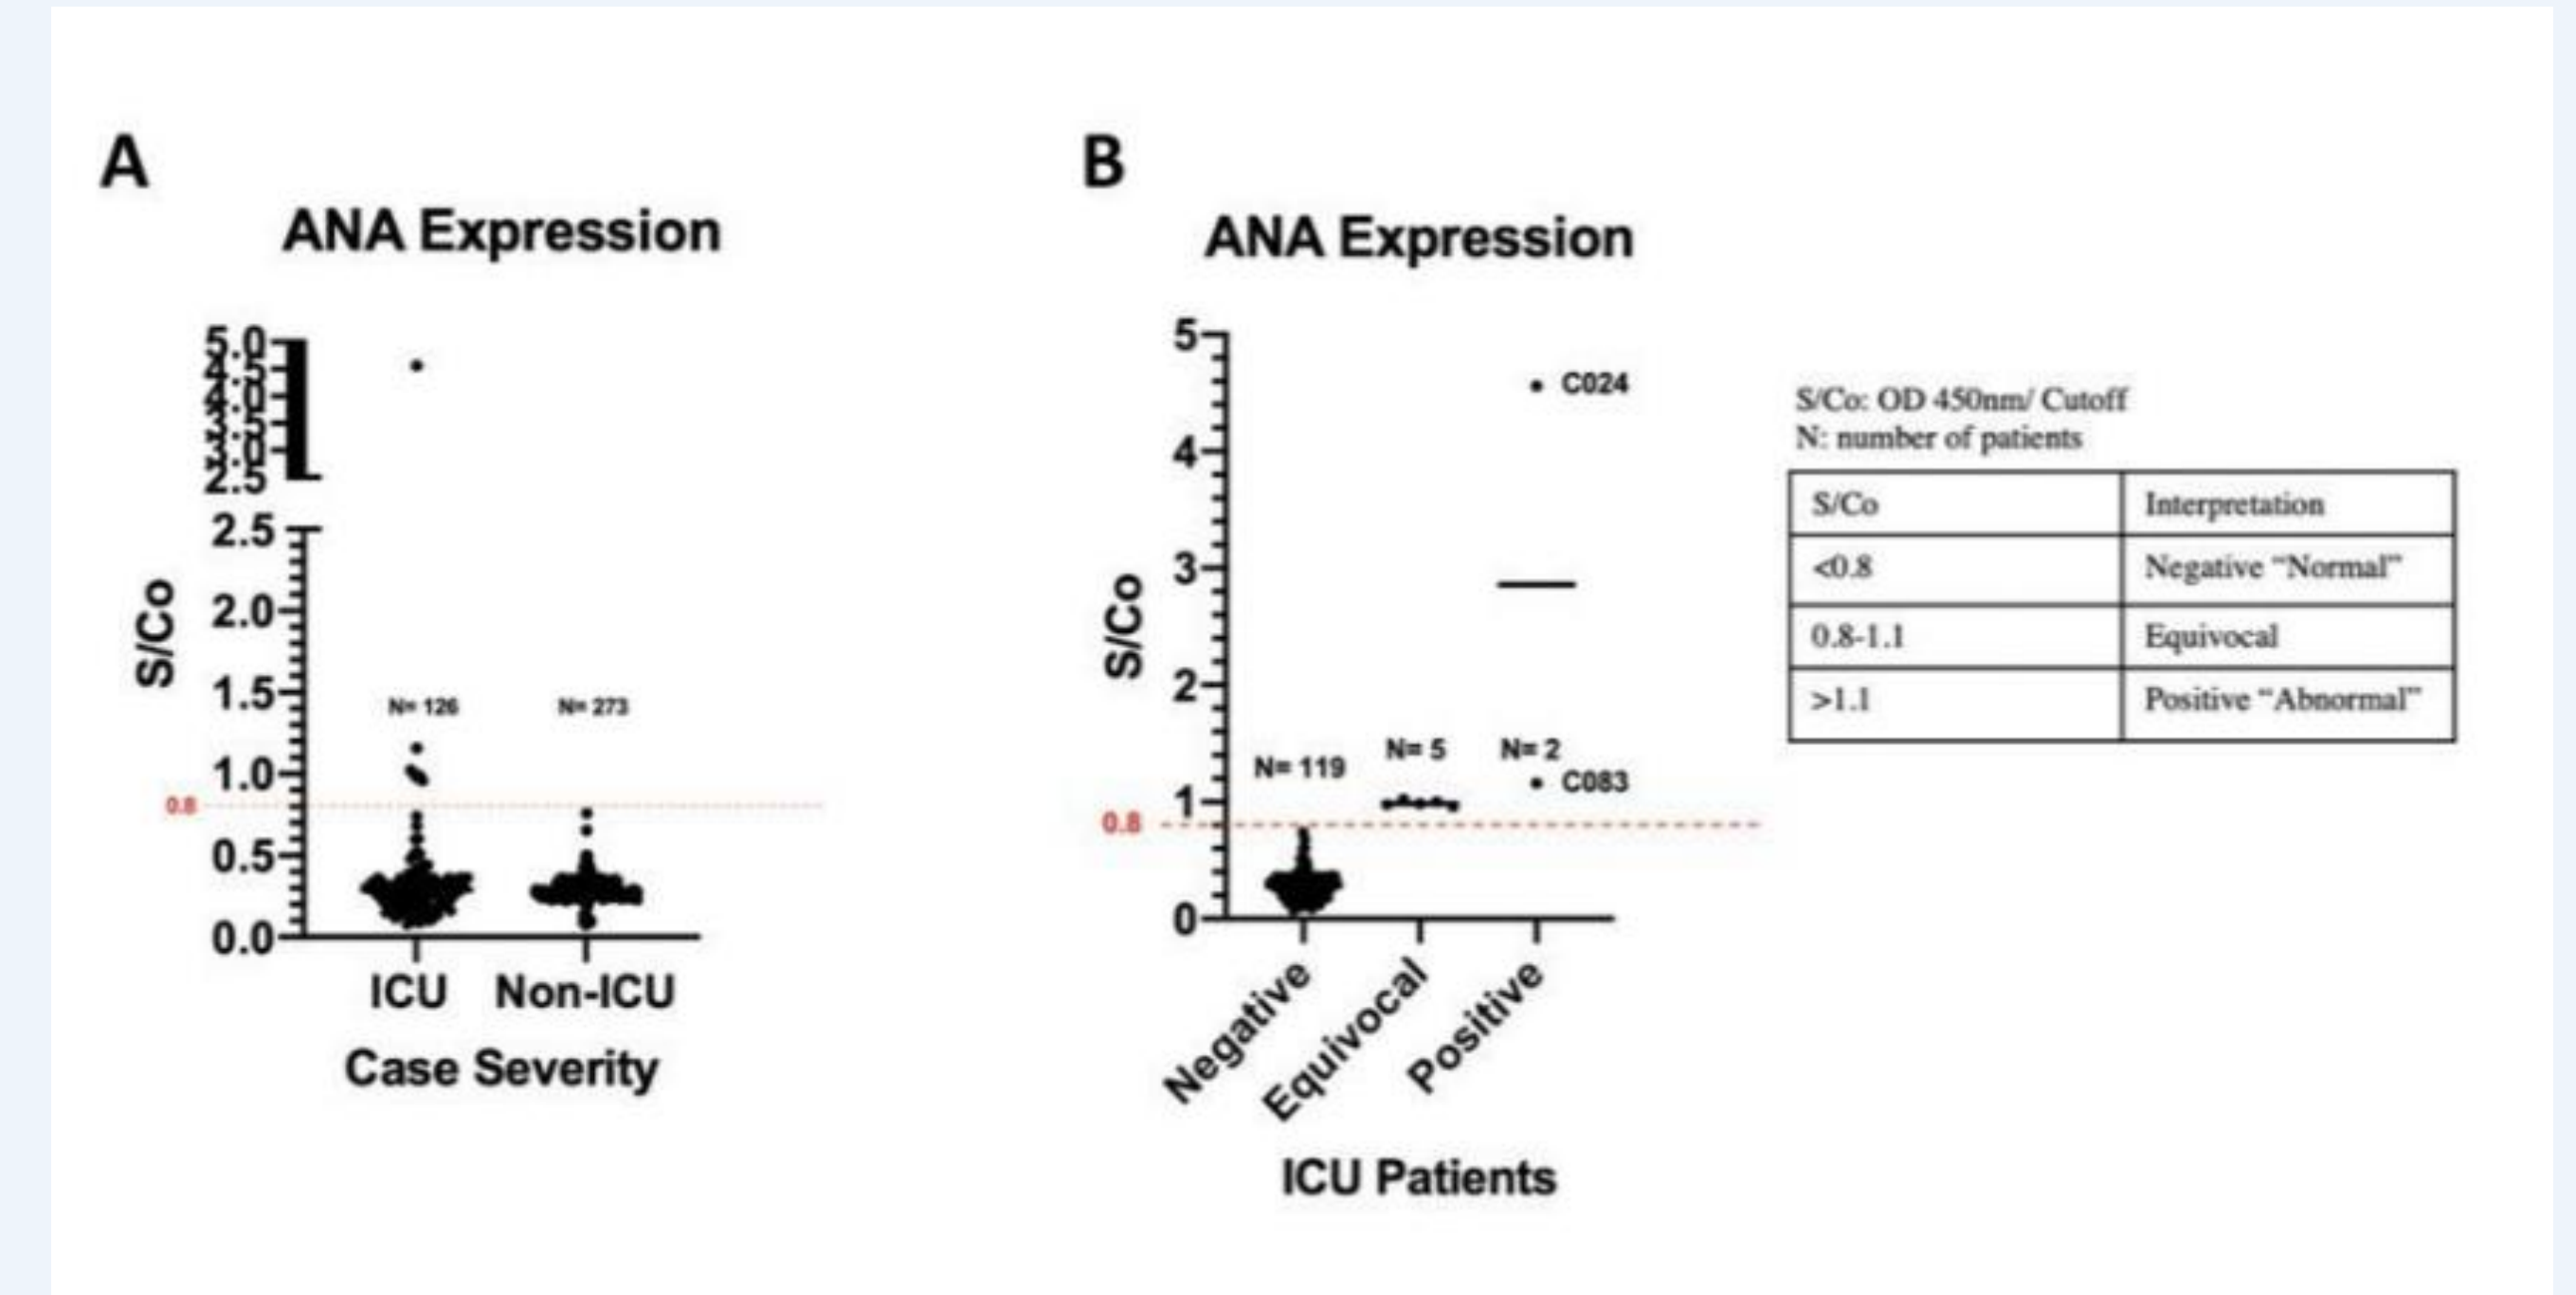 A
ANA Expression
5.0
4.5
4.0
3.5
3.0
2.5
2.5
2.0
1.5
1.0
0.8
0.5
0.0
S/Co
N= 126
N= 273
ICU
Non-ICU
Case Severity
B
ANA Expression
5
4
3
2
1
0.8
0
S/Co
C024
N= 119
N= 5
N= 2
C083
Negative
Equivocal
Positive
ICU Patients
S/Co: OD 450nm/ Cutoff
N: number of patients
S/Co Interpretation
<0.8 Negative “Normal”
0.8-1.1 Equivocal
>1.1 Positive “Abnormal”